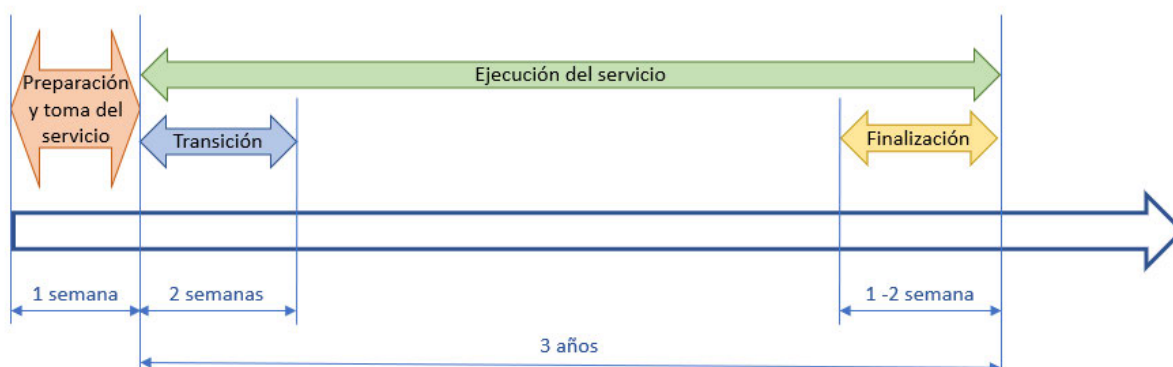 Preparación
y toma del
servicio
Ejecución del servicio
Transición
Finalización
1 semana
2 semanas
1 -2 semana
3 años